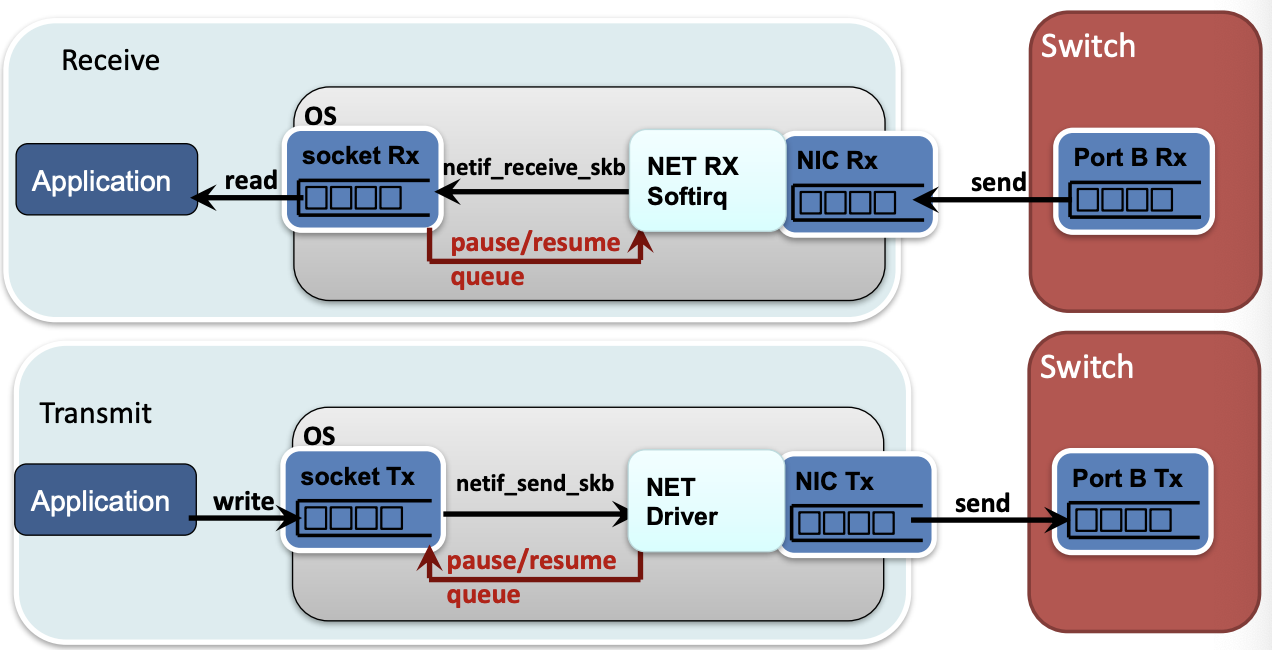 Receive
Switch
OS
Application
read
socket Rx
netif_receive_skb
NET RX
Softirq
NIC Rx
send
Port B Rx
pause/resume
queue
Transmit
Switch
OS
Application
write
socket Tx
netif_send_skb
NET
Driver
NIC Tx
send
Port B Tx
pause/resume
queue